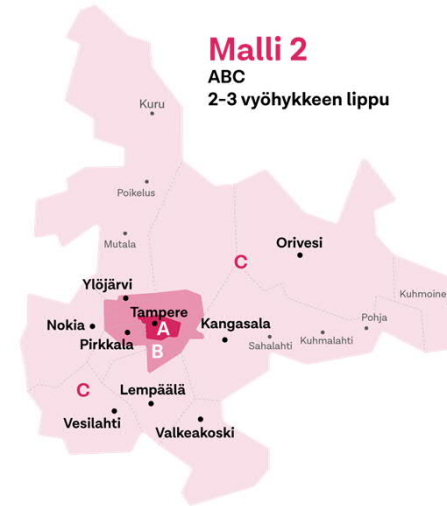 Malli 2
ABC
2-3 vyöhykkeen lippu
Kuru
Poikelus
Mutala
Orivesi
C
Ylöjärvi
Kuhmoine
Tampere
Pohja
Nokia
A
Kangasala
Pirkkala
Sahalahti
Kuhmalahti
B
C
Lempäälä
Vesilahti
Valkeakoski